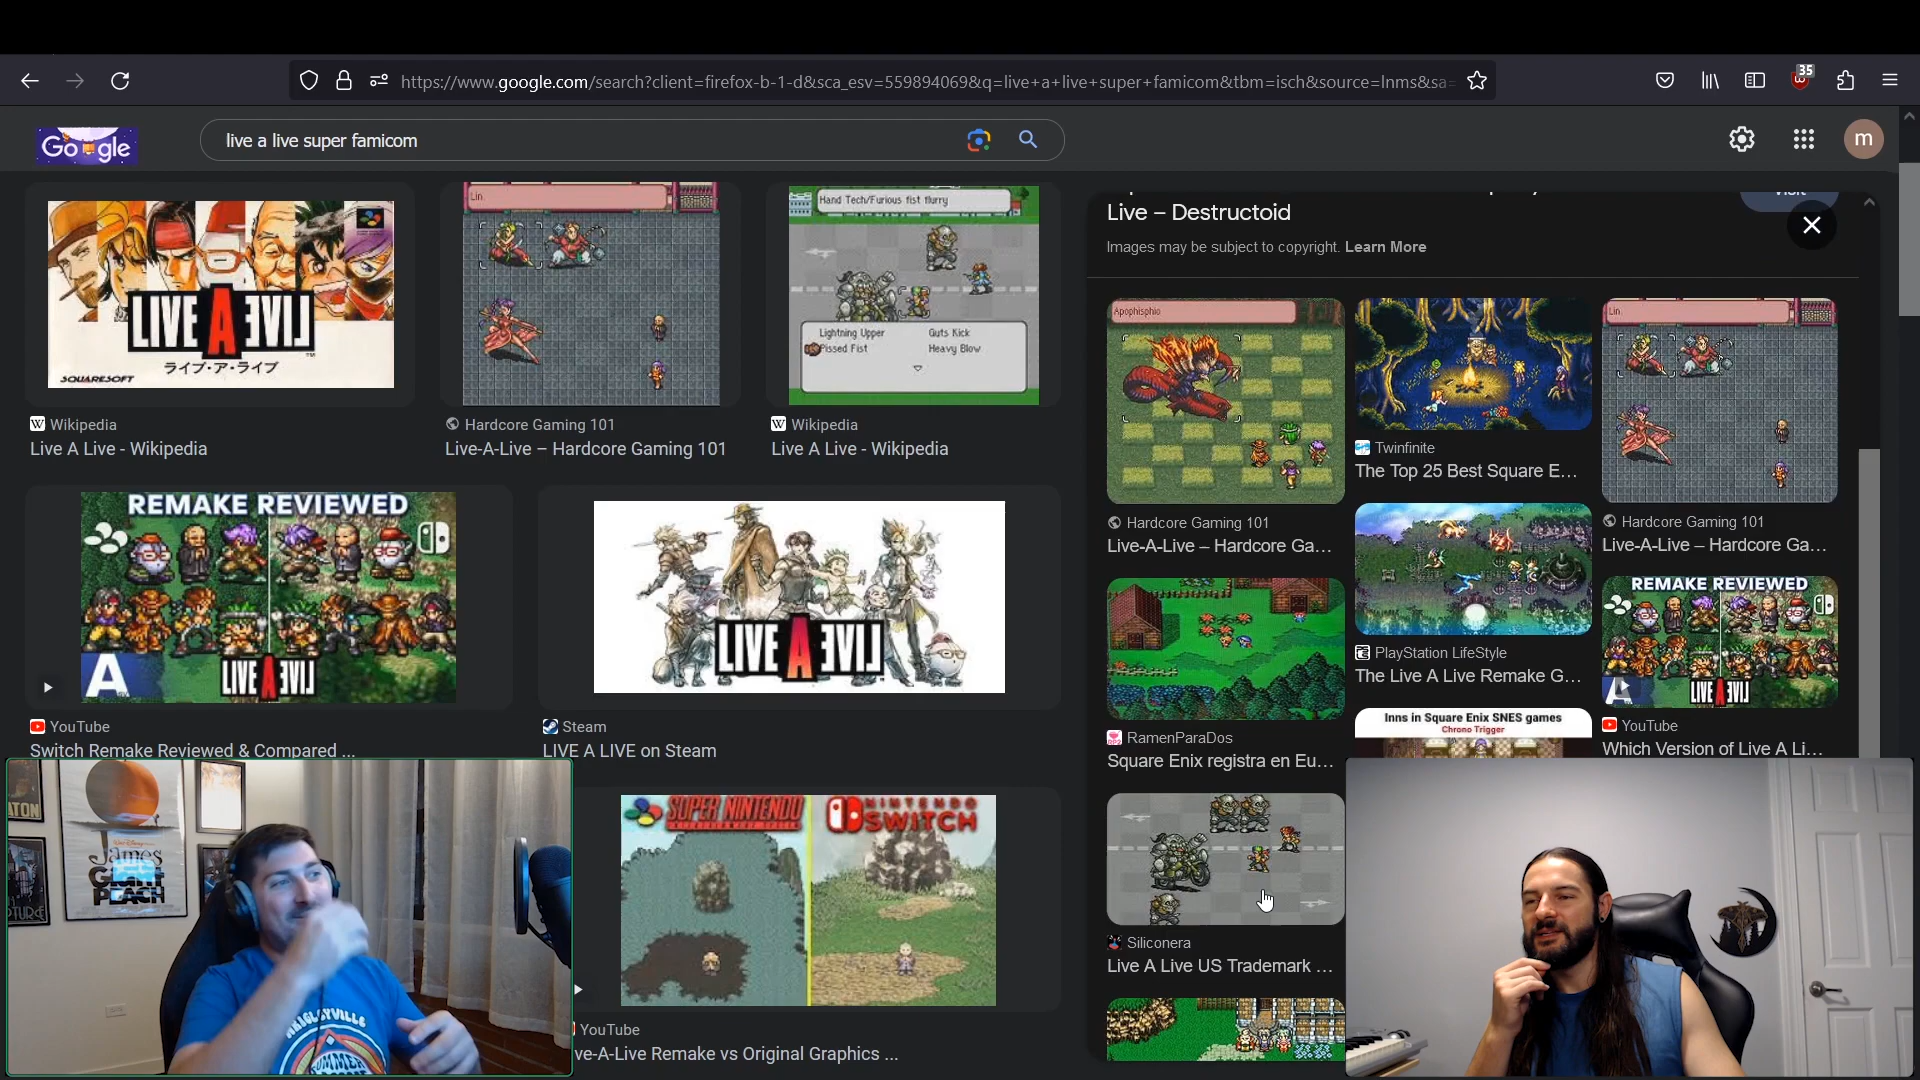 https://www.google.com/search?client=firefox-b-1-d&sca_esv=559894069&q=live+a+live+super+famicom&tbm=isch&source=lnms&sa=
35
Google
live a live super famicom
m
Visit
Live – Destructoid
Images may be subject to copyright. Learn More
LIVE A LIVE
ライブ・ア・ライブ
SQUARESOFT
Lin
Hand Tech/Furious fist flurry
Lightning Upper
Guts Kick
Pissed Fist
Heavy Blow
Wikipedia
Live A Live - Wikipedia
Hardcore Gaming 101
Live-A-Live – Hardcore Gaming 101
Wikipedia
Live A Live - Wikipedia
REMAKE REVIEWED
A
LIVE A LIVE
YouTube
Switch Remake Reviewed & Compared ...
LIVE A LIVE
Steam
LIVE A LIVE on Steam
SUPER NINTENDO
NINTENDO
SWITCH
YouTube
ve-A-Live Remake vs Original Graphics ...
Apophisphio
Hardcore Gaming 101
Live-A-Live – Hardcore Ga...
Twinfinite
The Top 25 Best Square E...
Lin
Hardcore Gaming 101
Live-A-Live – Hardcore Ga...
RamenParaDos
Square Enix registra en Eu...
PlayStation LifeStyle
The Live A Live Remake G...
REMAKE REVIEWED
LIVE A LIVE
YouTube
Which Version of Live A Li...
Inns in Square Enix SNES games
Chrono Trigger
Siliconera
Live A Live US Trademark ...
James
PEACH
WRIGLEYVILLE
SUMMER